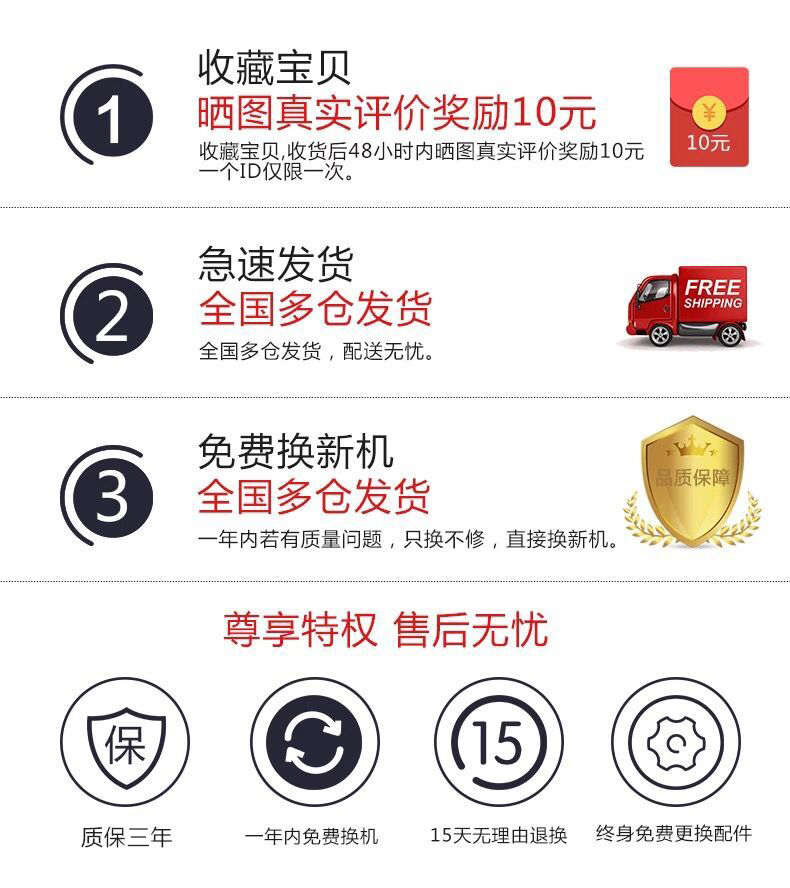 1
收藏宝贝
晒图真实评价奖励10元
收藏宝贝,收货后48小时内晒图真实评价奖励10元
一个ID仅限一次。
¥
10元
2
急速发货
全国多仓发货
全国多仓发货，配送无忧。
FREE
SHIPPING
3
免费换新机
全国多仓发货
一年内若有质量问题，只换不修，直接换新机。
品质保障
尊享特权 售后无忧
保
15
质保三年
一年内免费换机
15天无理由退换
终身免费更换配件